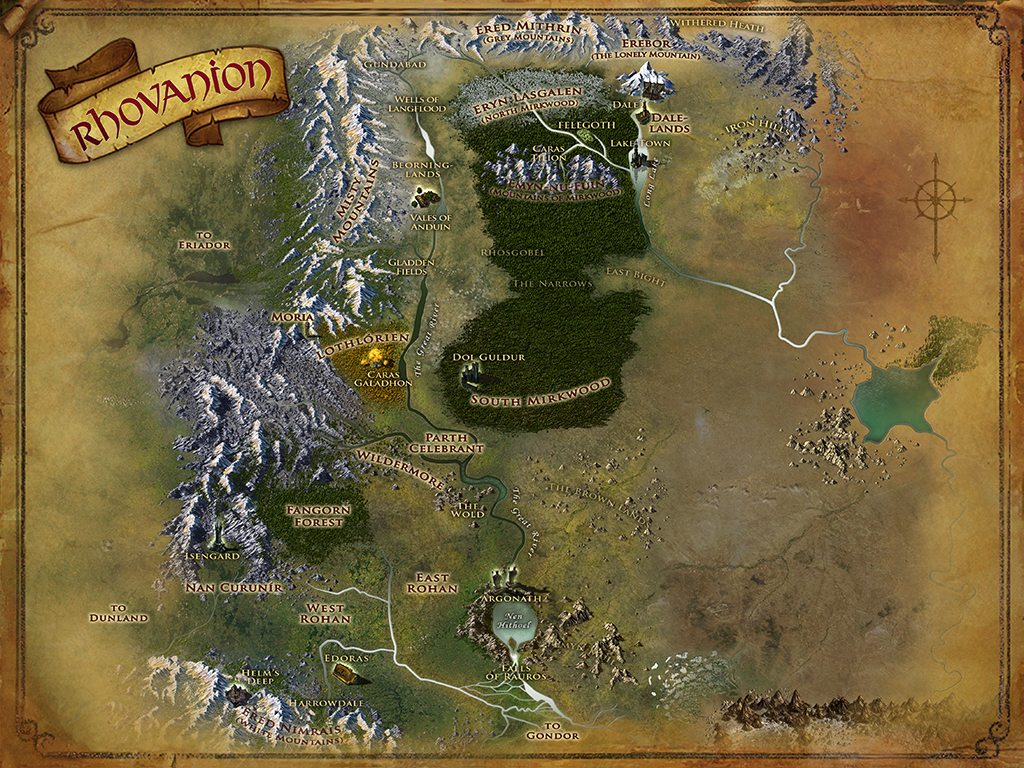 Rhovanion
Ered Mithrin
(Grey Mountains)
Withered Heath
Erebor
(The Lonely Mountain)
Gundabad
Wells of
Langflood
Eryn Lasgalen
(North Mirkwood)
Dale
Dale-
lands
Felegoth
Iron Hills
Laketown
Caras
Tilion
Long Lake
Emyn-nu-Fuin
(Mountains of Mirkwood)
Beorning-
lands
Misty
Mountains
Vales of
Anduin
To
Eriador
Rhosgobel
Gladden
Fields
East Bight
The Narrows
Moria
Lothlórien
The Great River
Caras
Galadhon
Dol Guldur
South Mirkwood
Parth
Celebrant
Wildermore
The
Wold
The Brown Lands
The Great River
Fangorn
Forest
Isengard
Nan Curunír
East
Rohan
Argonath
To
Dunland
West
Rohan
Nen
Hithoel
Edoras
Helm's
Deep
Falls
of Rauros
Harrowdale
Ered Nimrais
(White Mountains)
To
Gondor